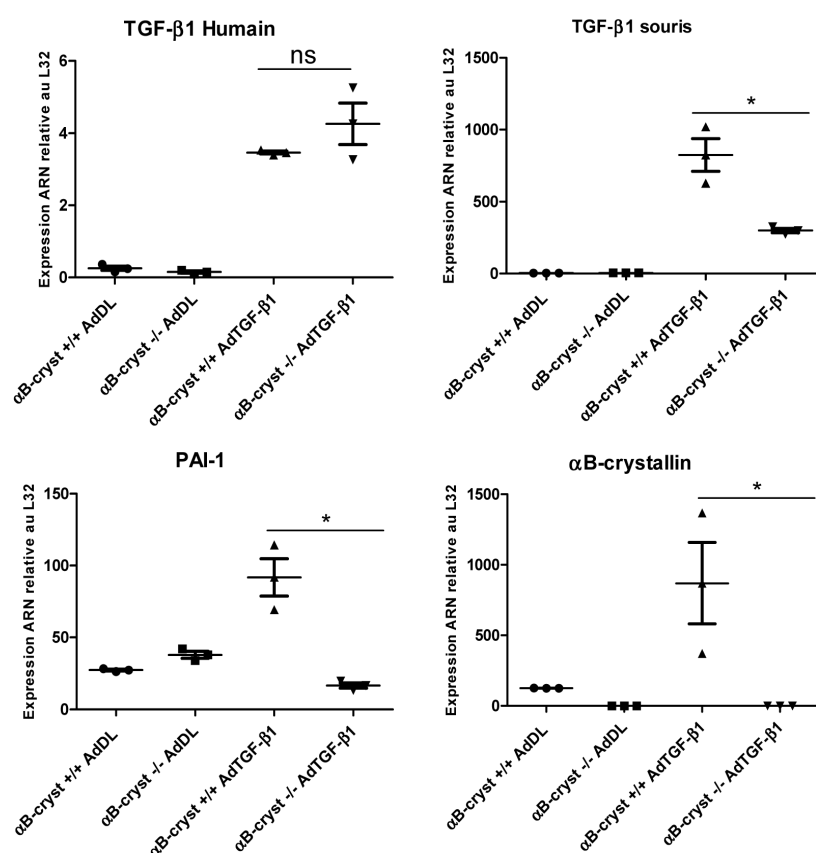 TGF-β1 Humain
Expression ARN relative au L32
6
4
2
0
ns
αB-cryst +/+ AdDL
αB-cryst -/- AdDL
αB-cryst +/+ AdTGF-β1
αB-cryst -/- AdTGF-β1
TGF-β1 souris
Expression ARN relative au L32
1500
1000
500
0
*
αB-cryst +/+ AdDL
αB-cryst -/- AdDL
αB-cryst +/+ AdTGF-β1
αB-cryst -/- AdTGF-β1
PAI-1
Expression ARN relative au L32
150
100
50
0
*
αB-cryst +/+ AdDL
αB-cryst -/- AdDL
αB-cryst +/+ AdTGF-β1
αB-cryst -/- AdTGF-β1
αB-crystallin
Expression ARN relative au L32
1500
1000
500
0
*
αB-cryst +/+ AdDL
αB-cryst -/- AdDL
αB-cryst +/+ AdTGF-β1
αB-cryst -/- AdTGF-β1